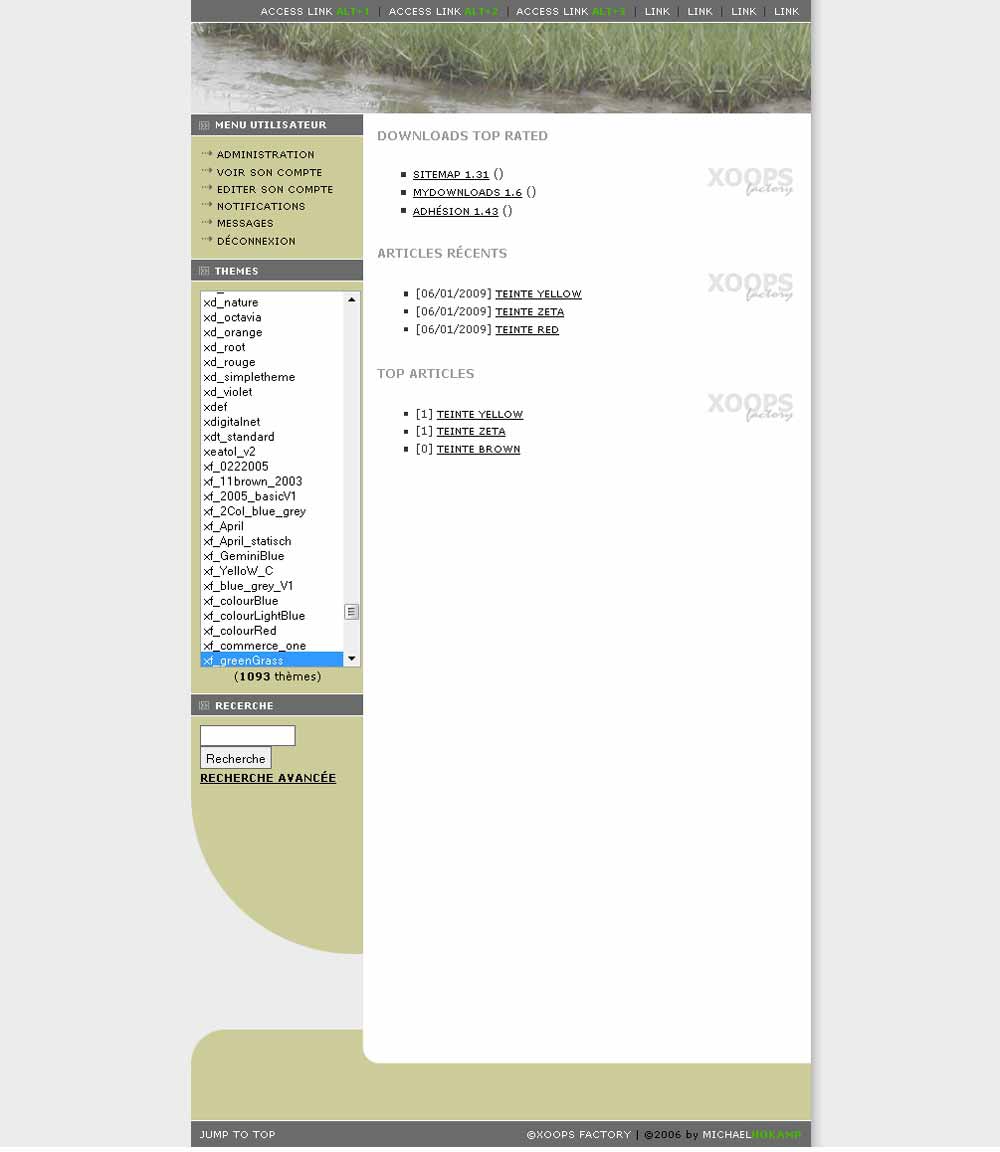 ACCESS LINK ALT+1 | ACCESS LINK ALT+2 | ACCESS LINK ALT+3 | LINK | LINK | LINK | LINK
MENU UTILISATEUR
ADMINISTRATION
VOIR SON COMPTE
EDITER SON COMPTE
NOTIFICATIONS
MESSAGES
DÉCONNEXION
THEMES
xd_nature
xd_octavia
xd_orange
xd_root
xd_rouge
xd_simpletheme
xd_violet
xdef
xdigitalnet
xdt_standard
xeatol_v2
xf_0222005
xf_11brown_2003
xf_2005_basicV1
xf_2Col_blue_grey
xf_April
xf_April_statisch
xf_GeminiBlue
xf_YelloW_C
xf_blue_grey_V1
xf_colourBlue
xf_colourLightBlue
xf_colourRed
xf_commerce_one
xf_greenGrass
(1093 thèmes)
RECERCHE
Recherche
RECHERCHE AVANCÉE
DOWNLOADS TOP RATED
XOOPS
factory
SITEMAP 1.31 ()
MYDOWNLOADS 1.6 ()
ADHÉSION 1.43 ()
ARTICLES RÉCENTS
XOOPS
factory
[06/01/2009] TEINTE YELLOW
[06/01/2009] TEINTE ZETA
[06/01/2009] TEINTE RED
TOP ARTICLES
XOOPS
factory
[1] TEINTE YELLOW
[1] TEINTE ZETA
[0] TEINTE BROWN
JUMP TO TOP
©XOOPS FACTORY | ©2006 by MICHAELHOKAMP